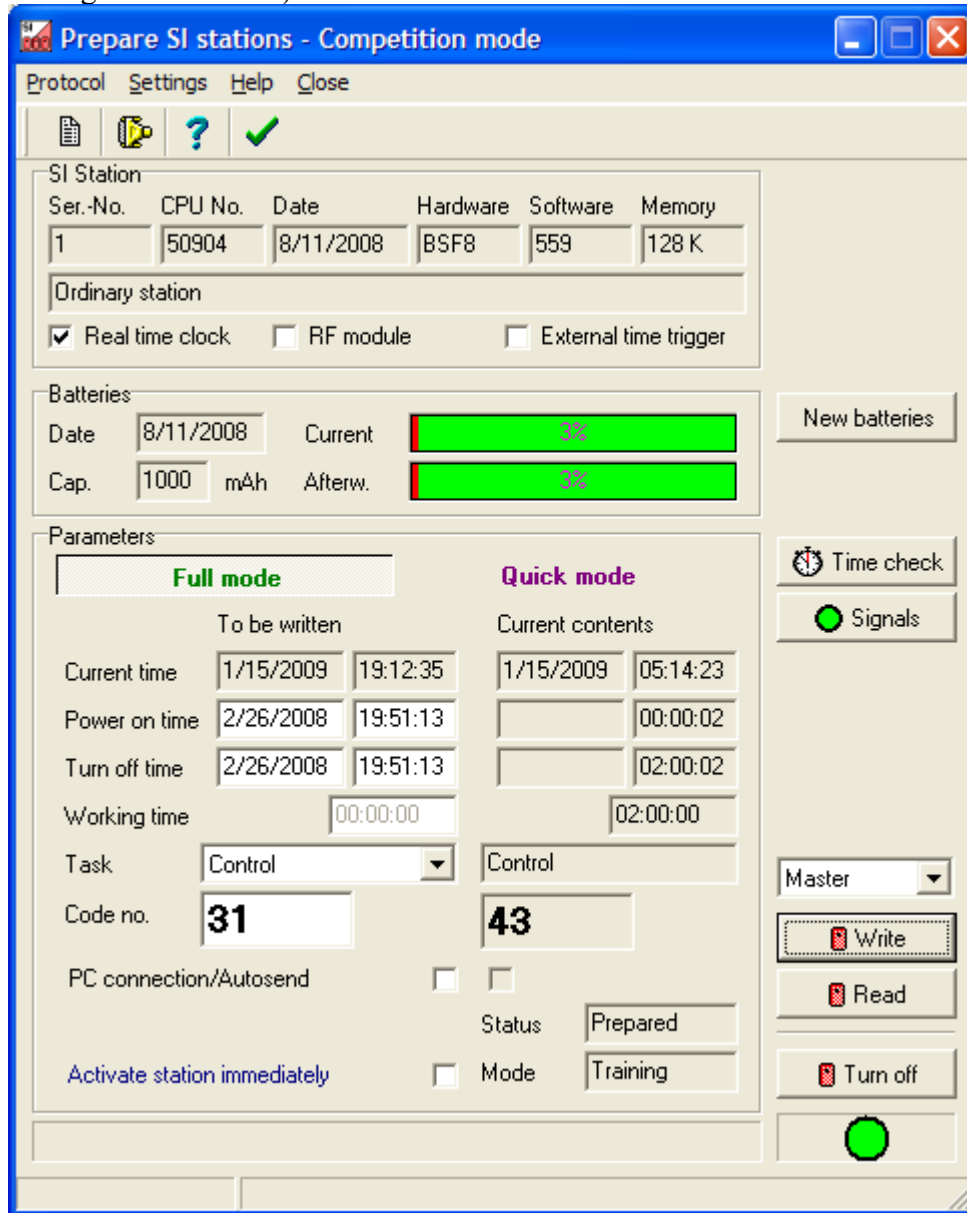 Prepare SI stations - Competition mode
Protocol Settings Help Close
SI Station
Ser.-No. CPU No. Date Hardware Software Memory
1 50904 8/11/2008 BSF8 559 128 K
Ordinary station
Real time clock RF module External time trigger
Batteries
Date 8/11/2008 Current 3% New batteries
Cap. 1000 mAh Afterw. 3%
Parameters
Full mode Quick mode Time check
To be written Current contents Signals
Current time 1/15/2009 19:12:35 1/15/2009 05:14:23
Power on time 2/26/2008 19:51:13 00:00:02
Turn off time 2/26/2008 19:51:13 02:00:02
Working time 00:00:00 02:00:00
Task Control Control Master
Code no. 31 43 Write
PC connection/Autosend Read
Status Prepared
Activate station immediately Mode Training Turn off